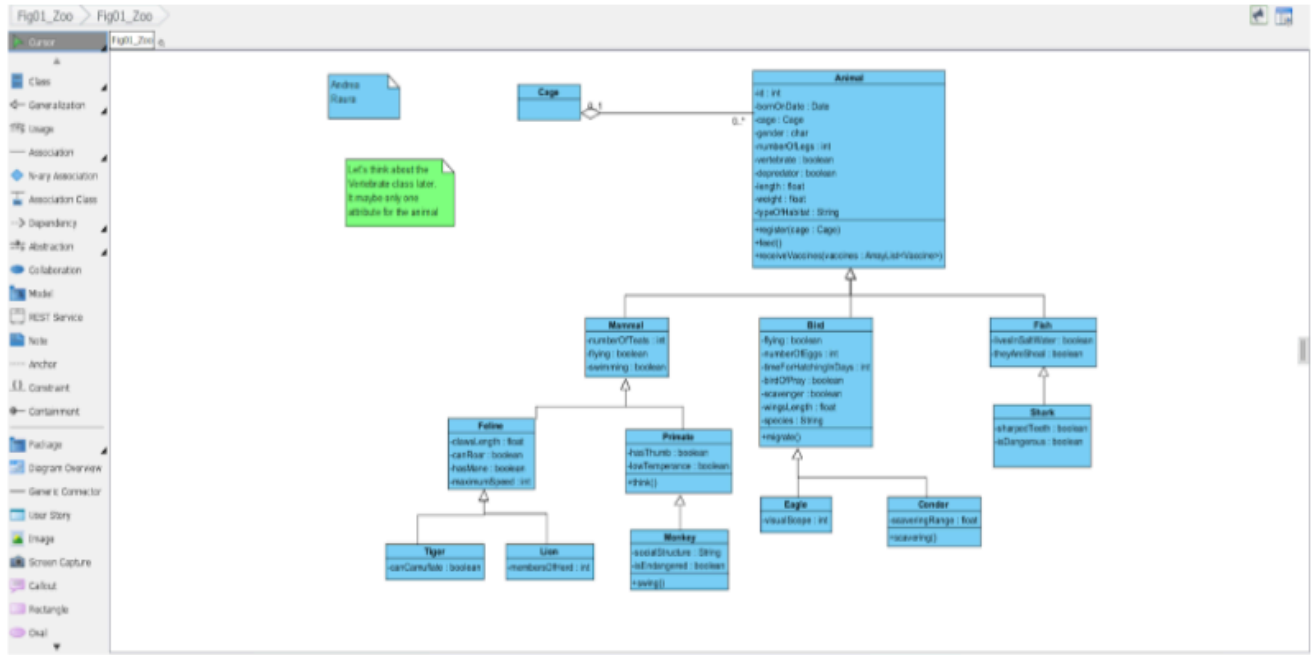 Fig01_Zoo
Fig01_Zoo
Cursor
Fig01_Zoo
Class
Generalization
Usage
Association
N-ary Association
Association Class
Dependency
Abstraction
Collaboration
Model
REST Service
Note
Anchor
Constraint
Containment
Package
Diagram Overview
Generic Connector
User Story
Image
Screen Capture
Callout
Rectangle
Oval
Andrea
Let's think about the
Vertebrate class later.
It maybe only one
attribute for the animal
Cage
0..1
0..*
Animal
-id : int
-bornOnDate : Date
-cage : Cage
-gender : char
-numberOfLegs : int
-vertebrate : boolean
-depredator : boolean
-length : float
-weight : float
-typeOfHabitat : String
+register(cage : Cage)
+feed()
+receiveVaccines(vaccines : ArrayList<Vaccine>)
Mammal
-numberOfTeats : int
-flying : boolean
-swimming : boolean
Bird
-flying : boolean
-numberOfEggs : int
-timeForHatchingInDays : int
-birdOfPray : boolean
-scavenger : boolean
-wingsLength : float
-species : String
+migrate()
Fish
-livesInSaltWater : boolean
-theyAreShoal : boolean
Feline
-clawsLength : float
-canRoar : boolean
-hasMane : boolean
-maximumSpeed : int
Primate
-hasThumb : boolean
-lowTemperance : boolean
+think()
Shark
-sharpedTeeth : boolean
-isDangerous : boolean
Tiger
-canCamuflate : boolean
Lion
-membersOfHerd : int
Monkey
-socialStructure : String
-isEndangered : boolean
+swing()
Eagle
-visualScope : int
Condor
-scaveringRange : float
+scavering()